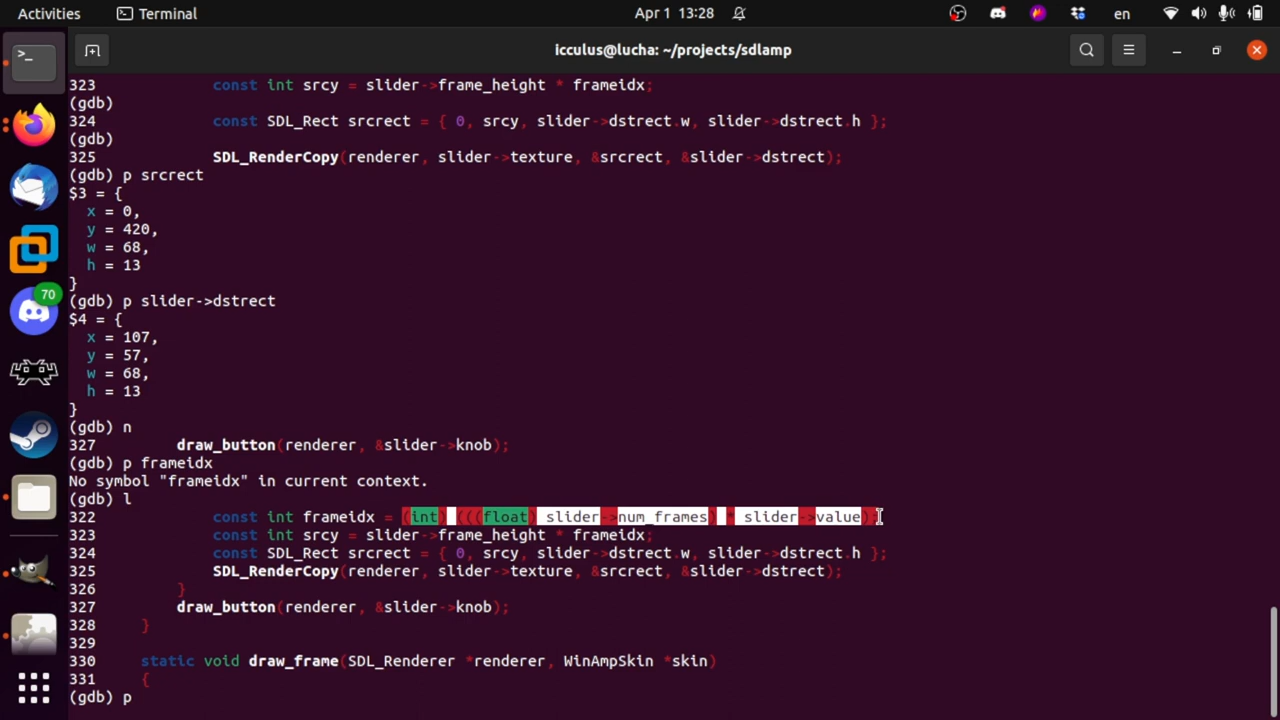 Activities
Terminal
Apr 1 13:28
en
icculus@lucha: ~/projects/sdlamp
70
323 const int srcy = slider->frame_height * frameidx;
(gdb)
324 const SDL_Rect srcrect = { 0, srcy, slider->dstrect.w, slider->dstrect.h };
(gdb)
325 SDL_RenderCopy(renderer, slider->texture, &srcrect, &slider->dstrect);
(gdb) p srcrect
$3 = {
x = 0,
y = 420,
w = 68,
h = 13
}
(gdb) p slider->dstrect
$4 = {
x = 107,
y = 57,
w = 68,
h = 13
}
(gdb) n
327 draw_button(renderer, &slider->knob);
(gdb) p frameidx
No symbol "frameidx" in current context.
(gdb) l
322 const int frameidx = (int) (((float) slider->num_frames) * slider->value);
323 const int srcy = slider->frame_height * frameidx;
324 const SDL_Rect srcrect = { 0, srcy, slider->dstrect.w, slider->dstrect.h };
325 SDL_RenderCopy(renderer, slider->texture, &srcrect, &slider->dstrect);
326 }
327 draw_button(renderer, &slider->knob);
328 }
329
330 static void draw_frame(SDL_Renderer *renderer, WinAmpSkin *skin)
331 {
(gdb) p